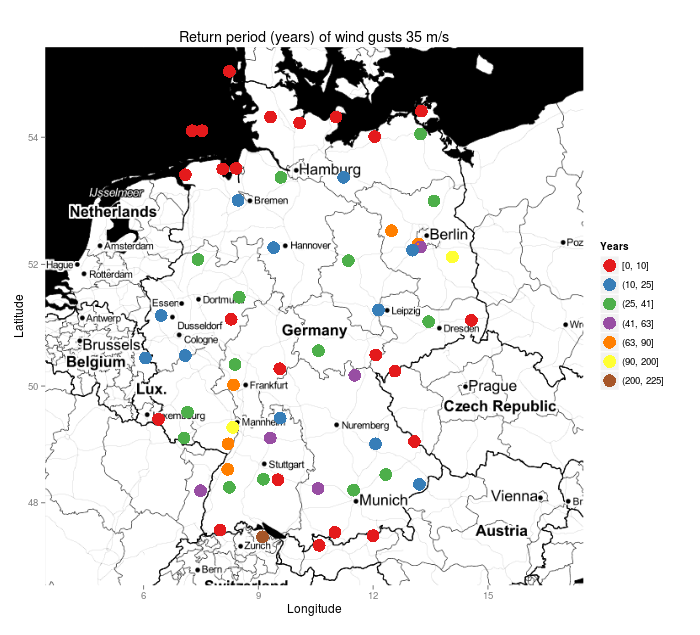 Return period (years) of wind gusts 35 m/s
54
52
50
48
6
9
12
15
Latitude
Longitude
Hamburg
IJsselmeer
Netherlands
Bremen
Berlin
Amsterdam
Hannover
Poz
Hague
Rotterdam
Essen
Dortmund
Leipzig
Antwerp
Dusseldorf
Dresden
Wr
Germany
Cologne
Brussels
Belgium
Lux.
Frankfurt
Prague
Czech Republic
Luxembourg
Mannheim
Nuremberg
Stuttgart
Munich
Vienna
Br
Austria
Zurich
Bern
Switzerland
Years
[0, 10]
(10, 25]
(25, 41]
(41, 63]
(63, 90]
(90, 200]
(200, 225]